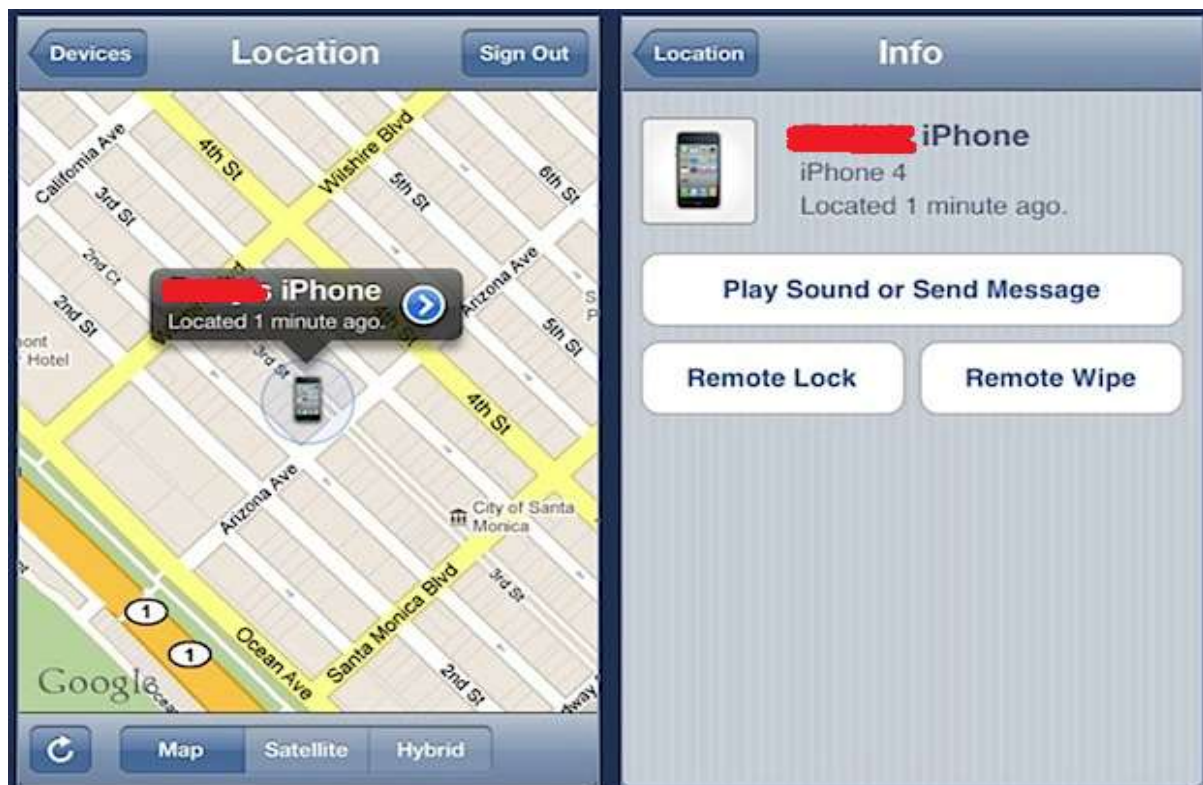 Devices
Location
Sign Out
California Ave
4th St
Wilshire Blvd
5th St
6th St
3rd St
2nd Ct
2nd St
Arizona Ave
5th St
iPhone
Located 1 minute ago.
ont
Hotel
3rd St
4th St
Arizona Ave
City of Santa
Monica
3rd St
Santa Monica Blvd
1
1
Ocean Ave
2nd St
Google
Map
Satellite
Hybrid
Location
Info
iPhone
iPhone 4
Located 1 minute ago.
Play Sound or Send Message
Remote Lock
Remote Wipe